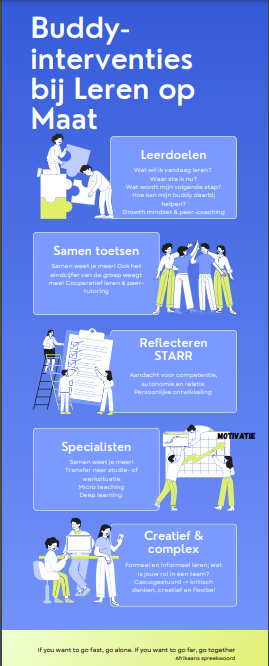 Buddy-
interventies
bij Leren op
Maat
Leerdoelen
Wat wil ik vandaag leren?
Waar sta ik nu?
Wat wordt mijn volgende stap?
Hoe kan mijn buddy daarbij
helpen?
Growth mindset & peer-coaching
Samen toetsen
Samen weet je meer! Ook het
eindcijfer van de groep weegt
mee! Coöperatief leren & peer-
tutoring
Reflecteren
STARR
Aandacht voor competentie,
autonomie en relatie
Persoonlijke ontwikkeling
Specialisten
Samen weet je meer!
Transfer naar studie- of
werksituatie
Micro teaching
Deep learning
MOTIVATIE
Creatief &
complex
Formeel en informeel leren; wat
is jouw rol in een team?
Casusgestuurd -> kritisch
denken, creatief en flexibel
If you want to go fast, go alone. If you want to go far, go together
Afrikaans spreekwoord